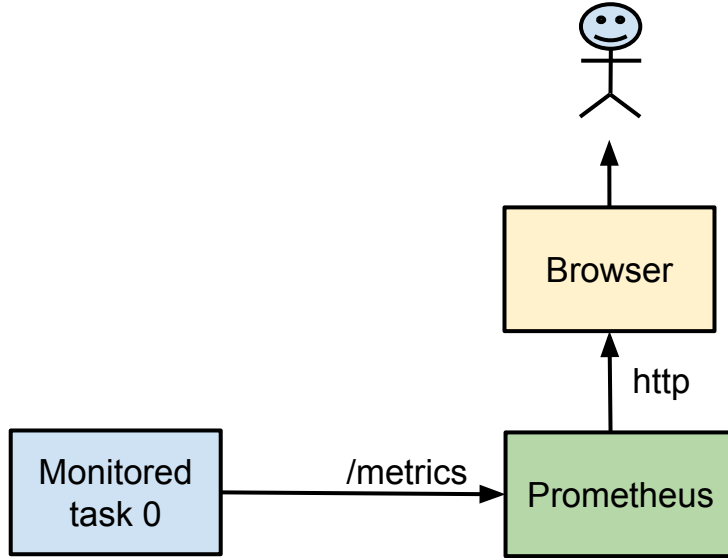 Browser
http
/metrics
Monitored
task 0
Prometheus